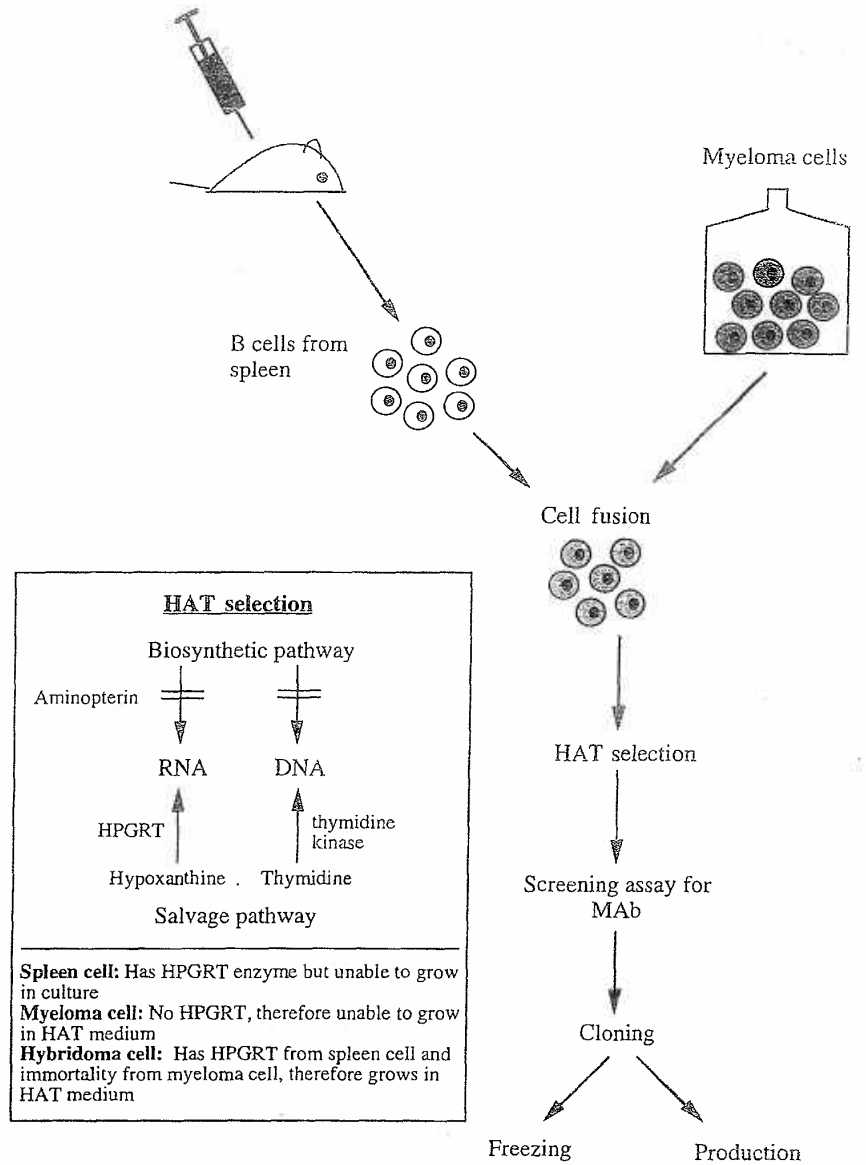 Myeloma cells
B cells from
spleen
Cell fusion
HAT selection
Screening assay for
MAb
Cloning
Freezing
Production
HAT selection
Biosynthetic pathway
Aminopterin
RNA
DNA
HPGRT
thymidine
kinase
Hypoxanthine . Thymidine
Salvage pathway
Spleen cell: Has HPGRT enzyme but unable to grow
in culture
Myeloma cell: No HPGRT, therefore unable to grow
in HAT medium
Hybridoma cell: Has HPGRT from spleen cell and
immortality from myeloma cell, therefore grows in
HAT medium